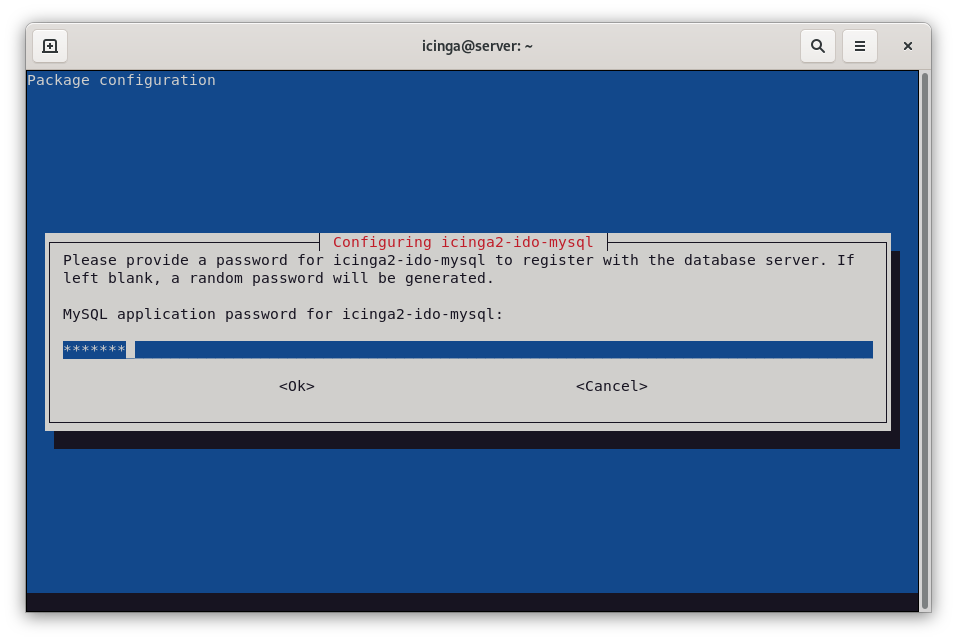 icinga@server: ~
Package configuration
Configuring icinga2-ido-mysql
Please provide a password for icinga2-ido-mysql to register with the database server. If
left blank, a random password will be generated.
MySQL application password for icinga2-ido-mysql:
*******_
<Ok> <Cancel>